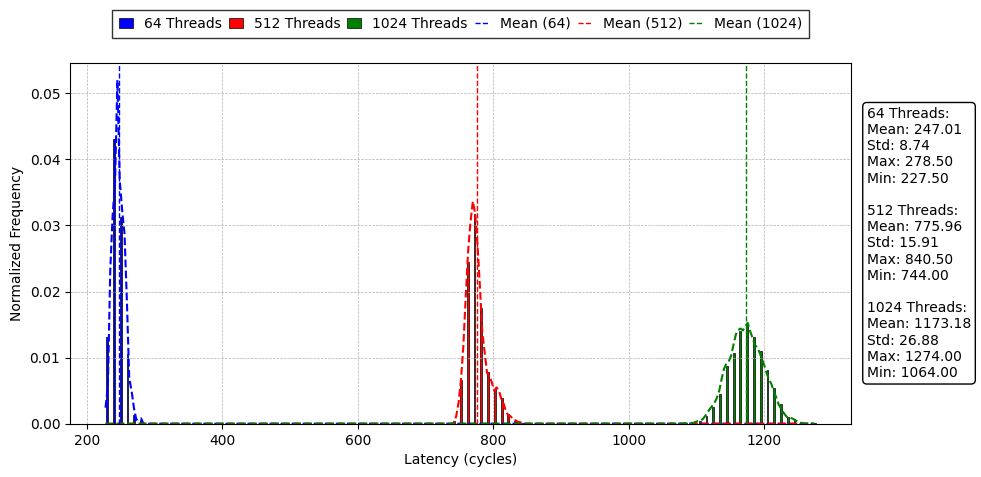 64 Threads 512 Threads 1024 Threads Mean (64) Mean (512) Mean (1024)
0.05
0.04
0.03
0.02
0.01
0.00
Normalized Frequency
200 400 600 800 1000 1200
Latency (cycles)
64 Threads:
Mean: 247.01
Std: 8.74
Max: 278.50
Min: 227.50
512 Threads:
Mean: 775.96
Std: 15.91
Max: 840.50
Min: 744.00
1024 Threads:
Mean: 1173.18
Std: 26.88
Max: 1274.00
Min: 1064.00